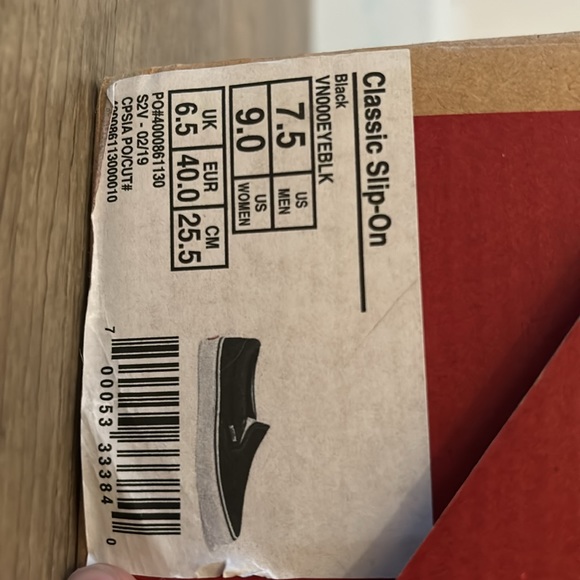 Classic Slip-On
Black
VN000EYEBLK
7.5 US MEN
9.0 US WOMEN
UK EUR CM
6.5 40.0 25.5
PO#4000861130
S2V - 02/19
CPSIA PO/CUT#
7 00053 33384 0